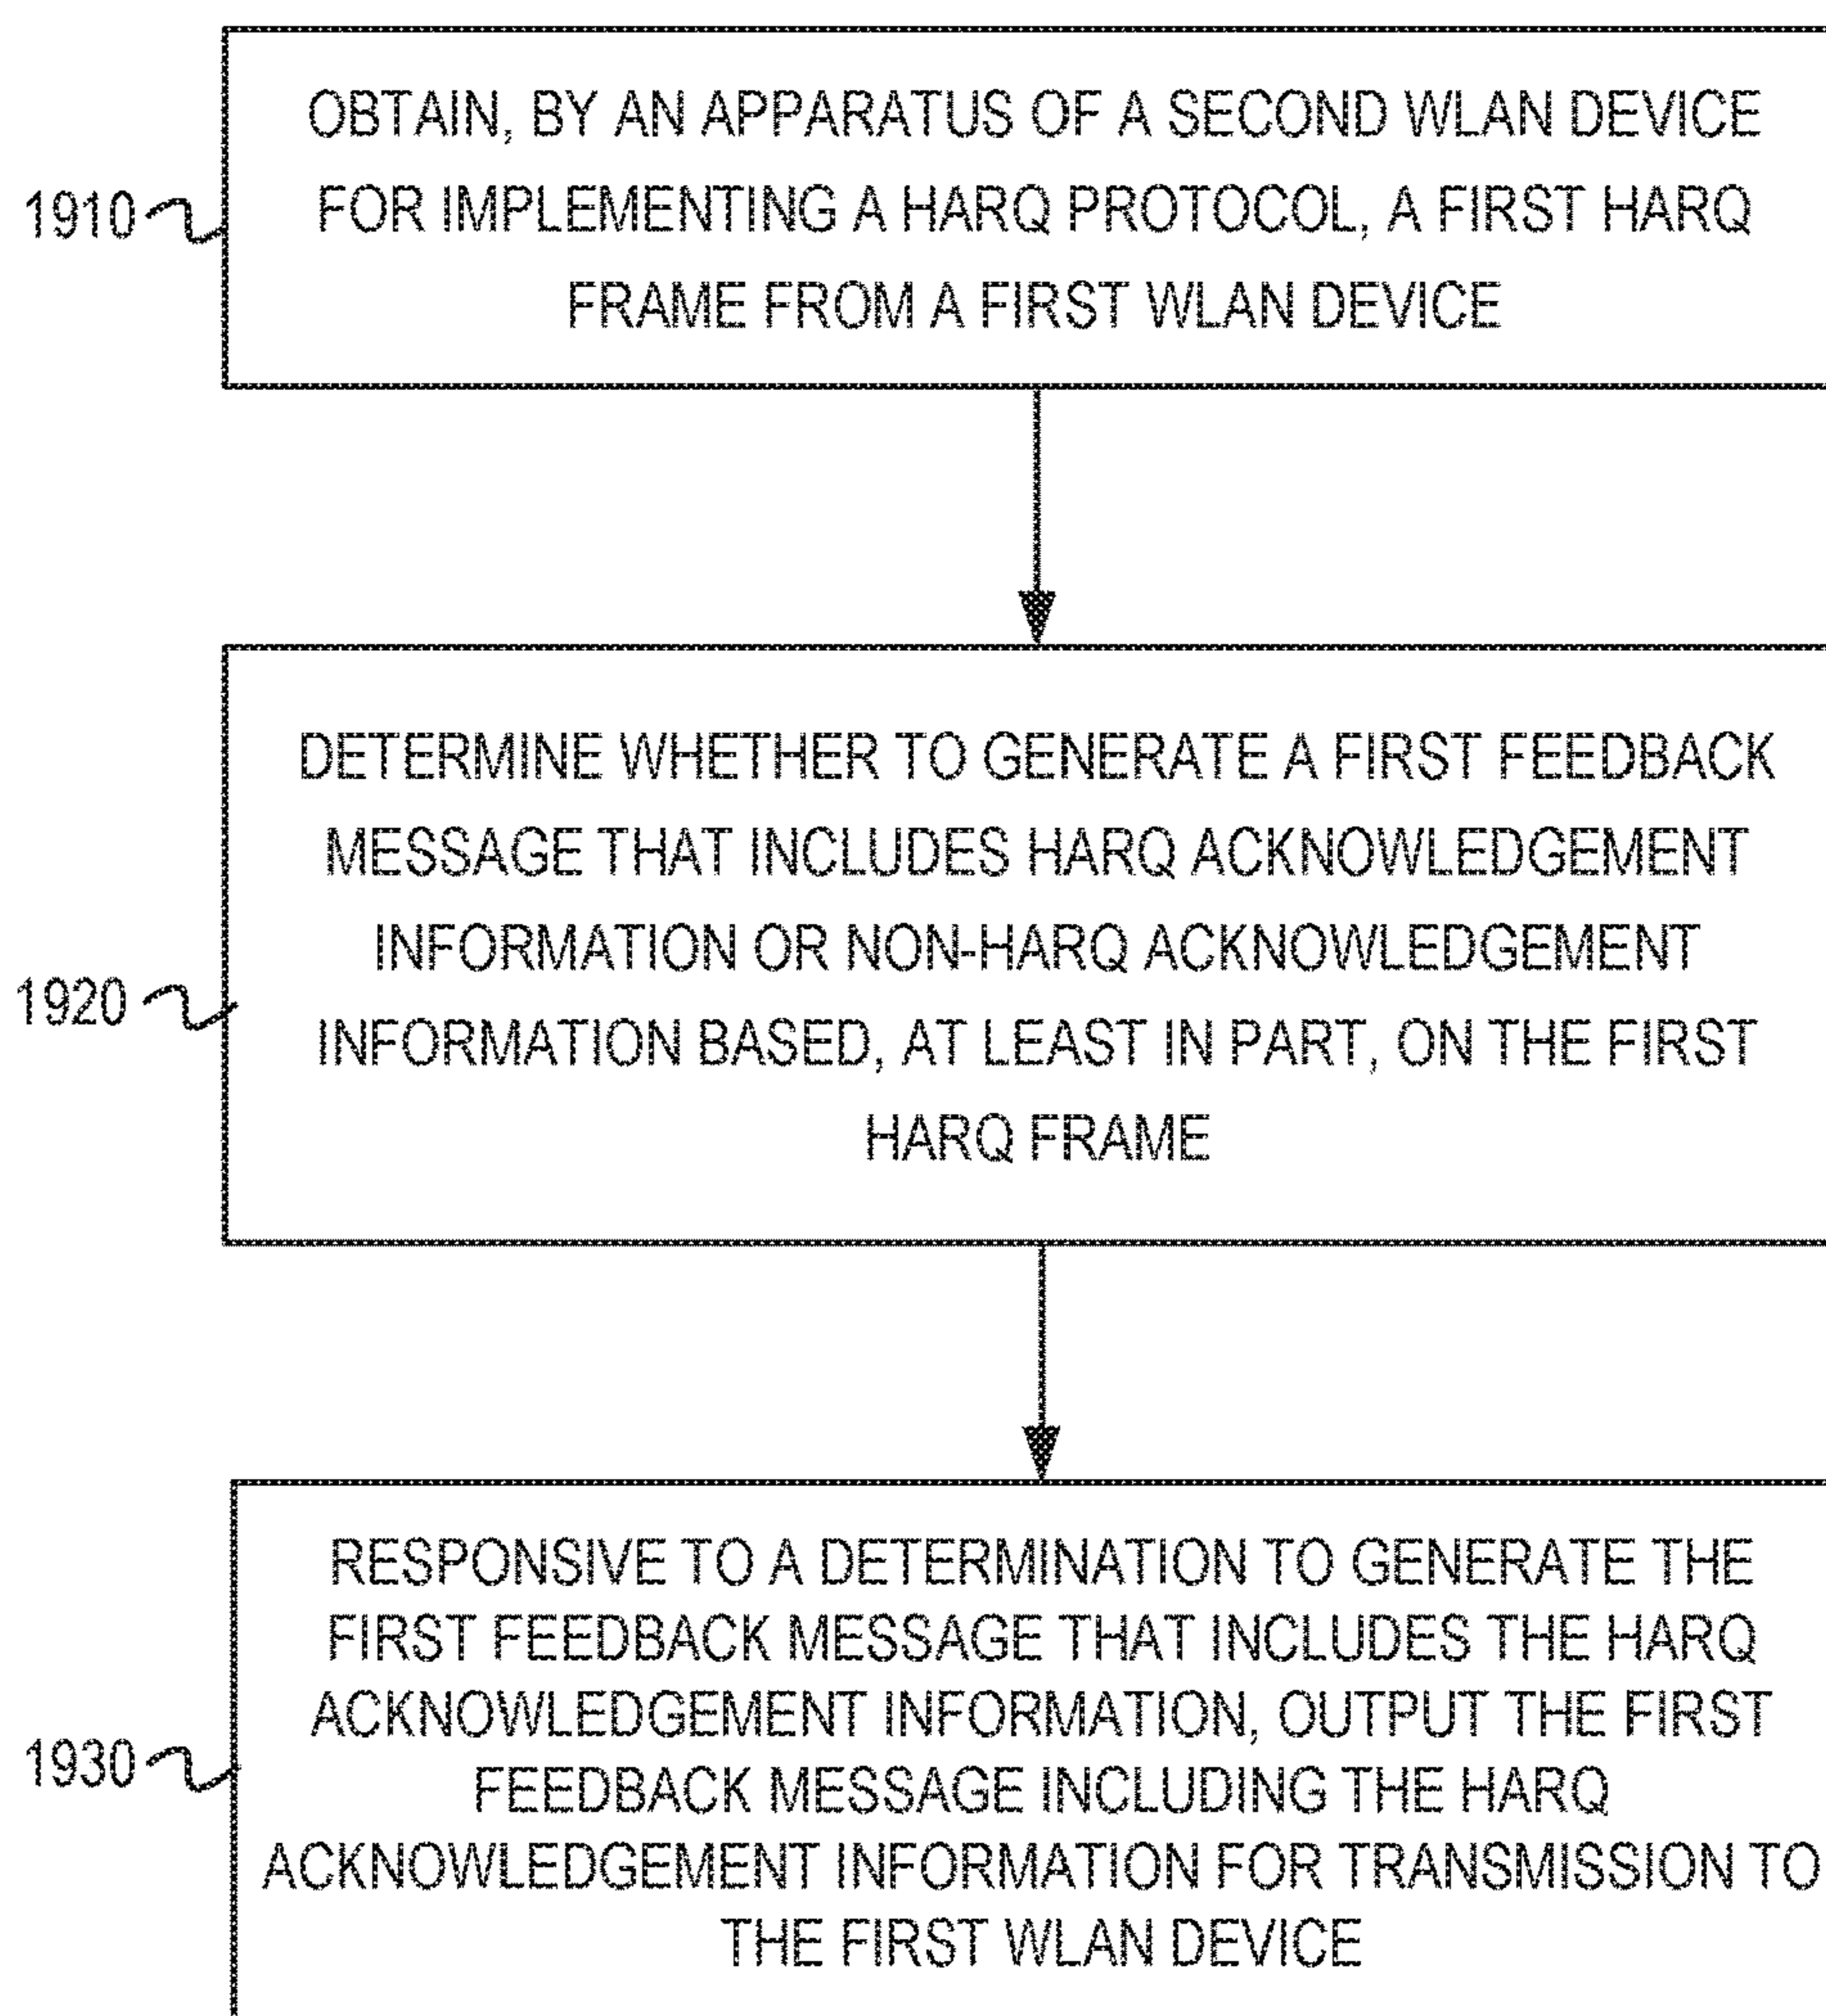 OBTAIN, BY AN APPARATUS OF A SECOND WLAN DEVICE
1910 FOR IMPLEMENTING A HARQ PROTOCOL, A FIRST HARQ
FRAME FROM A FIRST WLAN DEVICE
DETERMINE WHETHER TO GENERATE A FIRST FEEDBACK
MESSAGE THAT INCLUDES HARQ ACKNOWLEDGEMENT
INFORMATION OR NON-HARQ ACKNOWLEDGEMENT
1920 INFORMATION BASED, AT LEAST IN PART, ON THE FIRST
HARQ FRAME
RESPONSIVE TO A DETERMINATION TO GENERATE THE
FIRST FEEDBACK MESSAGE THAT INCLUDES THE HARQ
ACKNOWLEDGEMENT INFORMATION, OUTPUT THE FIRST
1930 FEEDBACK MESSAGE INCLUDING THE HARQ
ACKNOWLEDGEMENT INFORMATION FOR TRANSMISSION TO
THE FIRST WLAN DEVICE